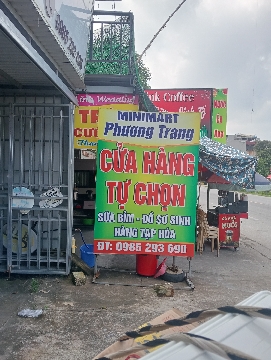 MINIMART
Phương Trang
CỬA HÀNG
TỰ CHỌN
SỮA BỈM - ĐỒ SƠ SINH
HÀNG TẠP HÓA
ĐT: 0985 293 690
Coffee